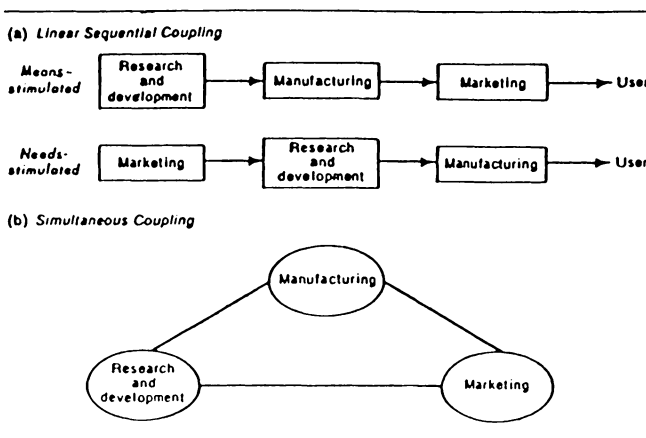 (a) Linear Sequential Coupling
Means-
stimulated
Research
and
development
Manufacturing
Marketing
User
Needs-
stimulated
Marketing
Research
and
development
Manufacturing
User
(b) Simultaneous Coupling
Manufacturing
Research
and
development
Marketing